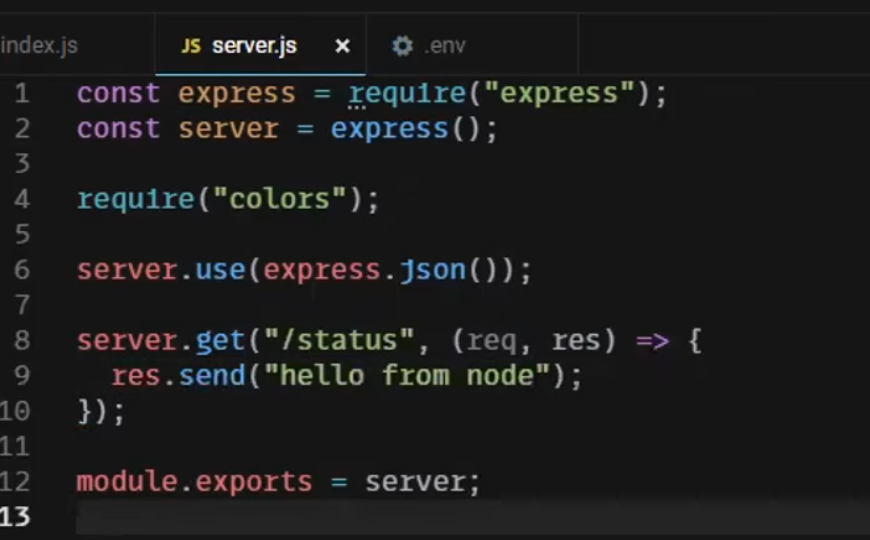 index.js
JS server.js ×
.env
1 const express = require("express");
2 const server = express();
3
4 require("colors");
5
6 server.use(express.json());
7
8 server.get("/status", (req, res) => {
9   res.send("hello from node");
10 });
11
12 module.exports = server;
13